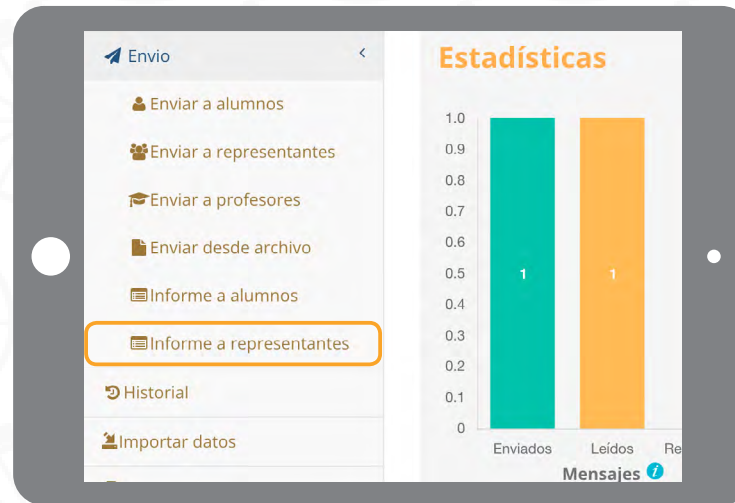 Envio
Enviar a alumnos
Enviar a representantes
Enviar a profesores
Enviar desde archivo
Informe a alumnos
Informe a representantes
Historial
Importar datos
Estadísticas
1.0
0.9
0.8
0.7
0.6
0.5
0.4
0.3
0.2
0.1
0
1
1
Enviados Leídos Re
Mensajes i